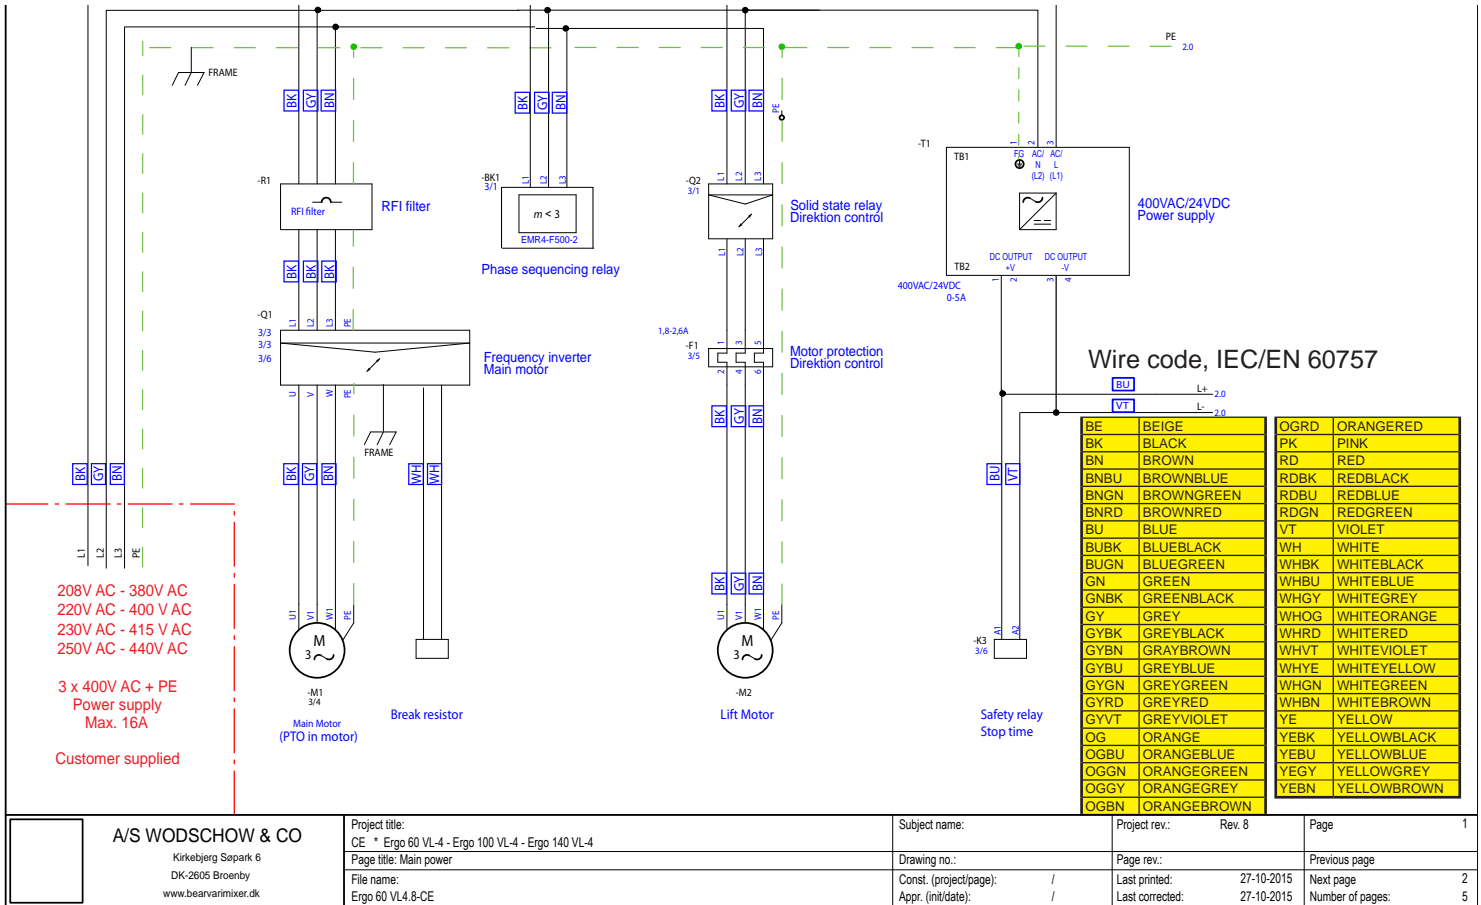 PE
2.0
FRAME
BK GY BN
BK GY BN
BK GY BN
PE
-T1
TB1
1 2 3
FG AC/ AC/
N L
(L2) (L1)
-R1
RFI filter
RFI filter
-BK1
3/1
L1 L2 L3
m < 3
EMR4-F500-2
Phase sequencing relay
-Q2
3/1
L1 L2 L3
Solid state relay
Direktion control
L1 L2 L3
400VAC/24VDC
Power supply
DC OUTPUT DC OUTPUT
+V -V
TB2
1 2 3 4
400VAC/24VDC
0-5A
BK BK BK
-Q1
3/3
3/3
3/6
L1 L2 L3 PE
Frequency inverter
Main motor
U V W PE
FRAME
1,8-2,6A
-F1
3/5
1 3 5
2 4 6
Motor protection
Direktion control
BK GY BN
Wire code, IEC/EN 60757
BU
L+
2.0
VT
L-
2.0
BK GY BN
BK GY BN
WH WH
BU VT
BE BEIGE
BK BLACK
BN BROWN
BNBU BROWNBLUE
BNGN BROWNGREEN
BNRD BROWNRED
BU BLUE
BUBK BLUEBLACK
BUGN BLUEGREEN
GN GREEN
GNBK GREENBLACK
GY GREY
GYBK GREYBLACK
GYBN GRAYBROWN
GYBU GREYBLUE
GYGN GREYGREEN
GYRD GREYRED
GYVT GREYVIOLET
OG ORANGE
OGBU ORANGEBLUE
OGGN ORANGEGREEN
OGGY ORANGEGREY
OGBN ORANGEBROWN
OGRD ORANGERED
PK PINK
RD RED
RDBK REDBLACK
RDBU REDBLUE
RDGN REDGREEN
VT VIOLET
WH WHITE
WHBK WHITEBLACK
WHBU WHITEBLUE
WHGY WHITEGREY
WHOG WHITEORANGE
WHRD WHITERED
WHVT WHITEVIOLET
WHYE WHITEYELLOW
WHGN WHITEGREEN
WHBN WHITEBROWN
YE YELLOW
YEBK YELLOWBLACK
YEBU YELLOWBLUE
YEGY YELLOWGREY
YEBN YELLOWBROWN
L1 L2 L3 PE
208V AC - 380V AC
220V AC - 400 V AC
230V AC - 415 V AC
250V AC - 440V AC
3 x 400V AC + PE
Power supply
Max. 16A
Customer supplied
U1 V1 W1 PE
M
3
-M1
3/4
Main Motor
(PTO in motor)
Break resistor
BK GY BN
U1 V1 W1 PE
M
3
-M2
Lift Motor
A1 A2
-K3
3/6
Safety relay
Stop time
A/S WODSCHOW & CO
Kirkebjerg Søpark 6
DK-2605 Broenby
www.bearvarimixer.dk
Project title:
CE * Ergo 60 VL-4 - Ergo 100 VL-4 - Ergo 140 VL-4
Page title: Main power
File name:
Ergo 60 VL4.8-CE
Subject name:
Drawing no.:
Const. (project/page): /
Appr. (init/date): /
Project rev.: Rev. 8
Page rev.:
Last printed: 27-10-2015
Last corrected: 27-10-2015
Page 1
Previous page
Next page 2
Number of pages: 5